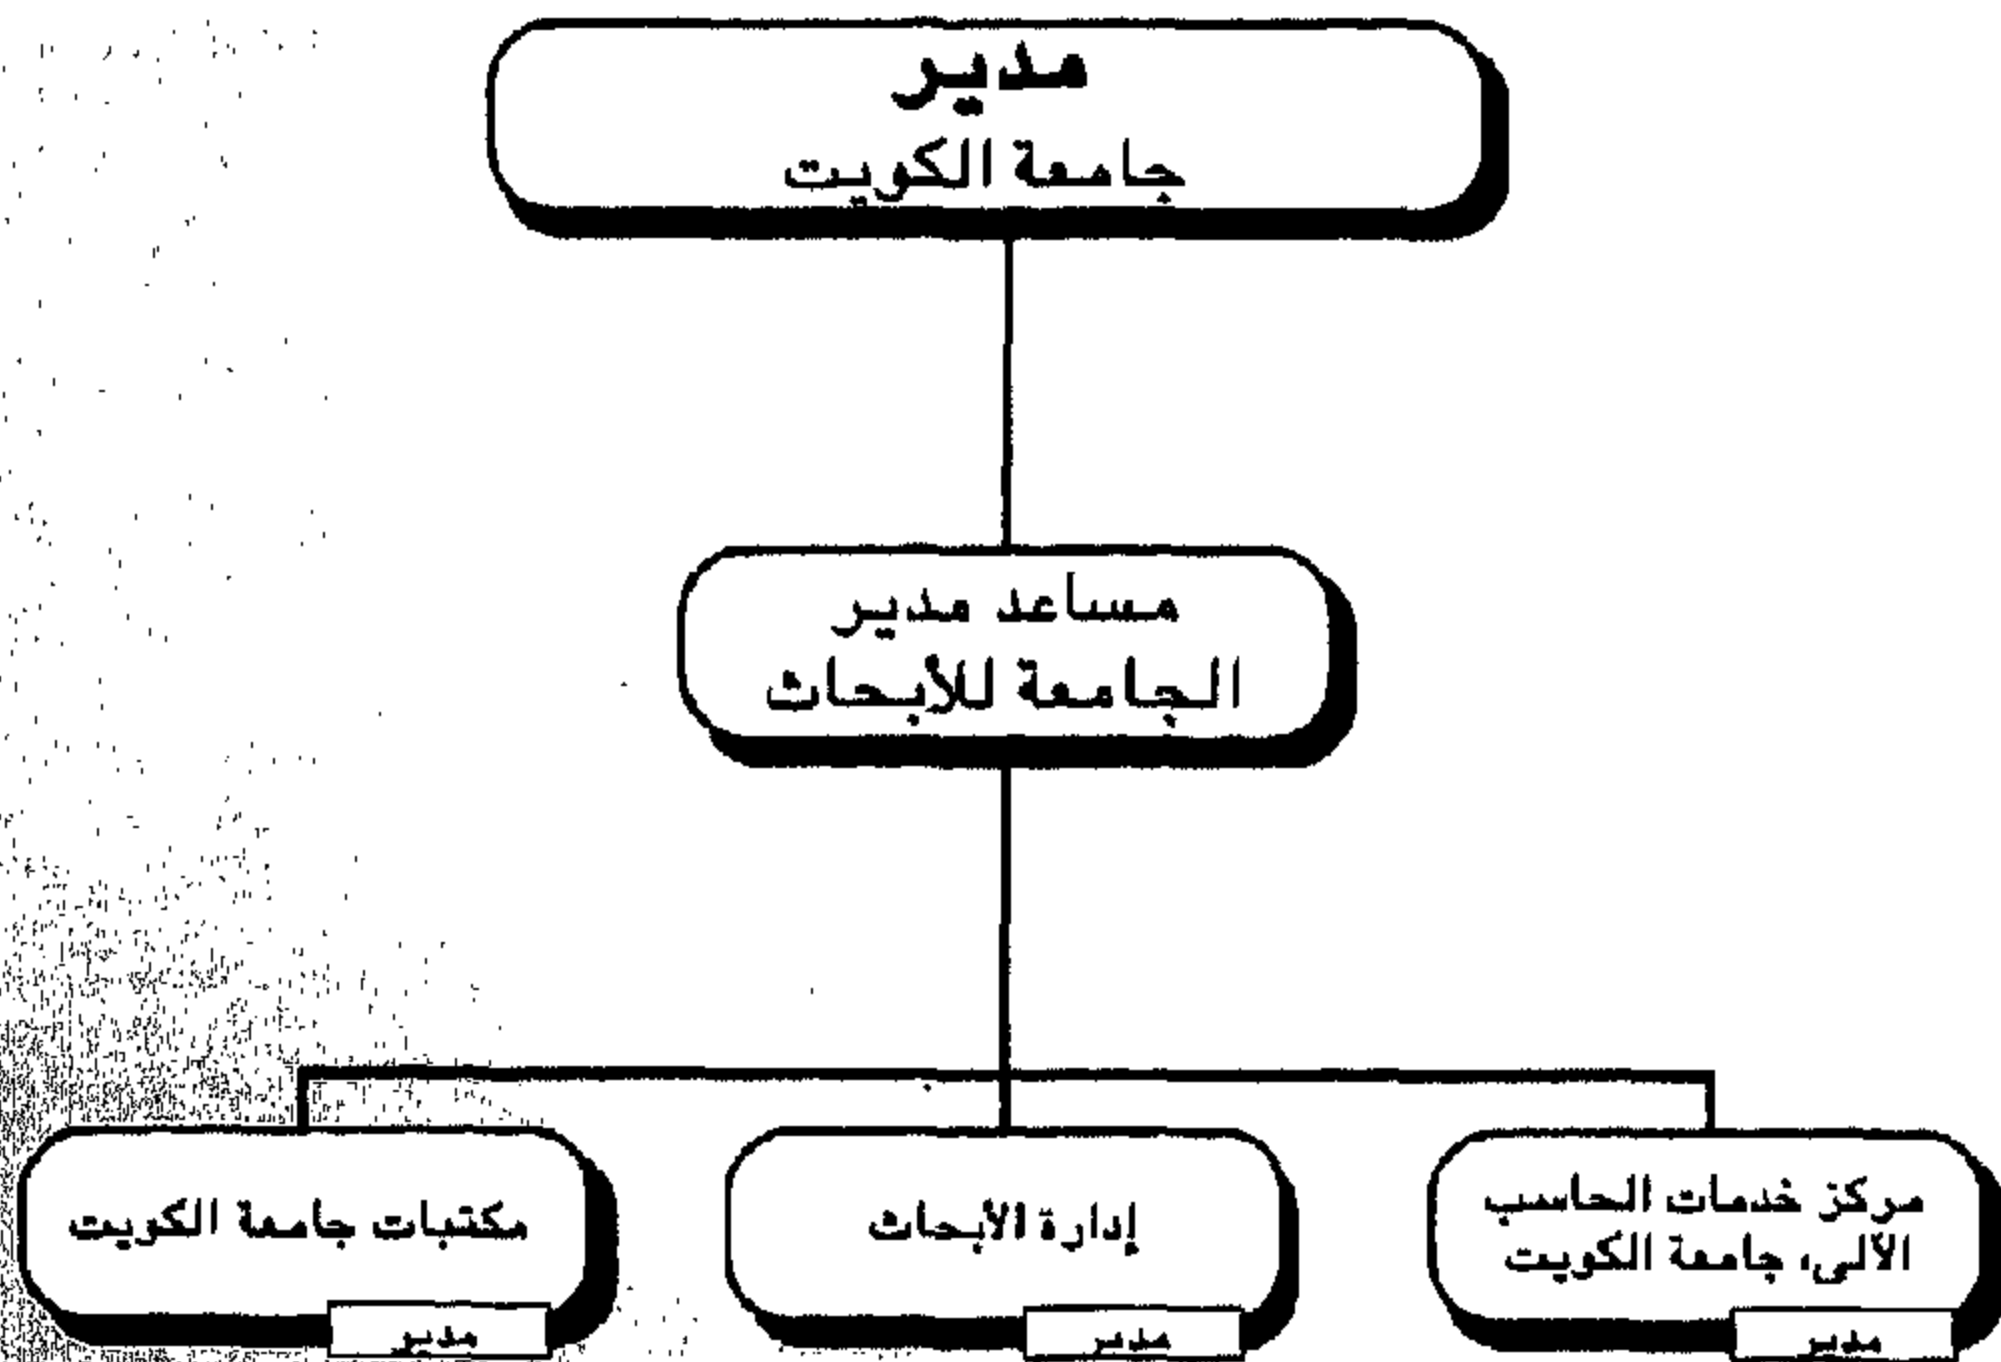 مدير
جامعة الكويت
مساعد مدير
الجامعة للأبحاث
مركز خدمات الحاسب
الآلى، جامعة الكويت
مدير
إدارة الأبحاث
مدير
مكتبات جامعة الكويت
مدير